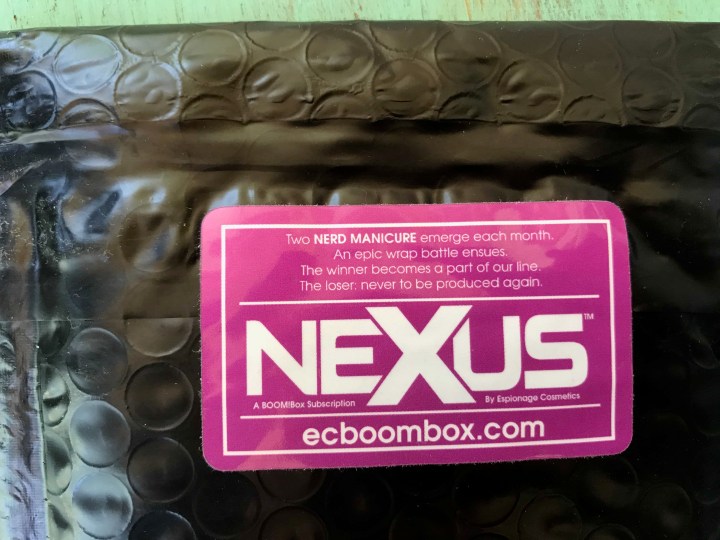 Two NERD MANICURE emerge each month.
An epic wrap battle ensues.
The winner becomes a part of our line.
The loser: never to be produced again.
NEXUS™
A BOOM!Box Subscription By Espionage Cosmetics
ecboombox.com